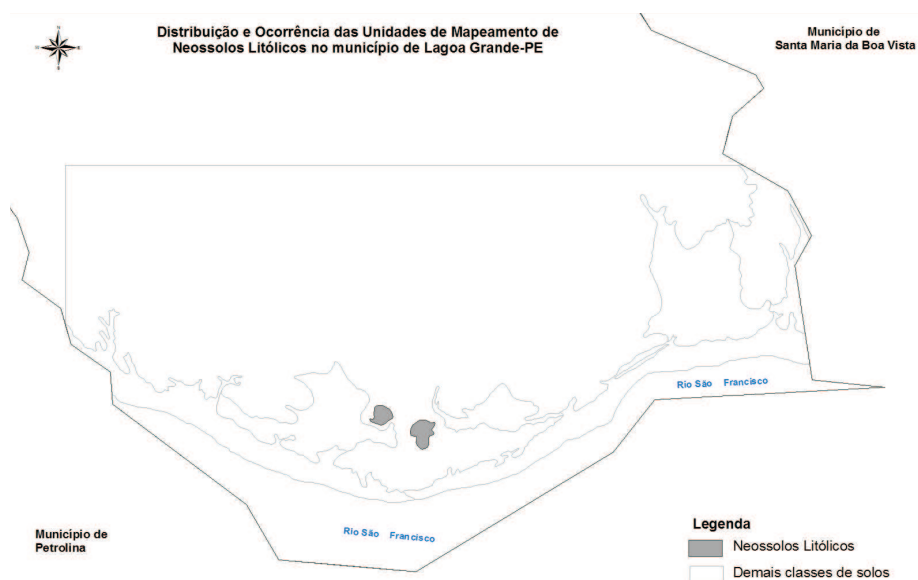 Distribuição e Ocorrência das Unidades de Mapeamento de
Neossolos Litólicos no município de Lagoa Grande-PE
Município de
Santa Maria da Boa Vista
Rio São Francisco
Rio São Francisco
Município de
Petrolina
Legenda
Neossolos Litólicos
Demais classes de solos